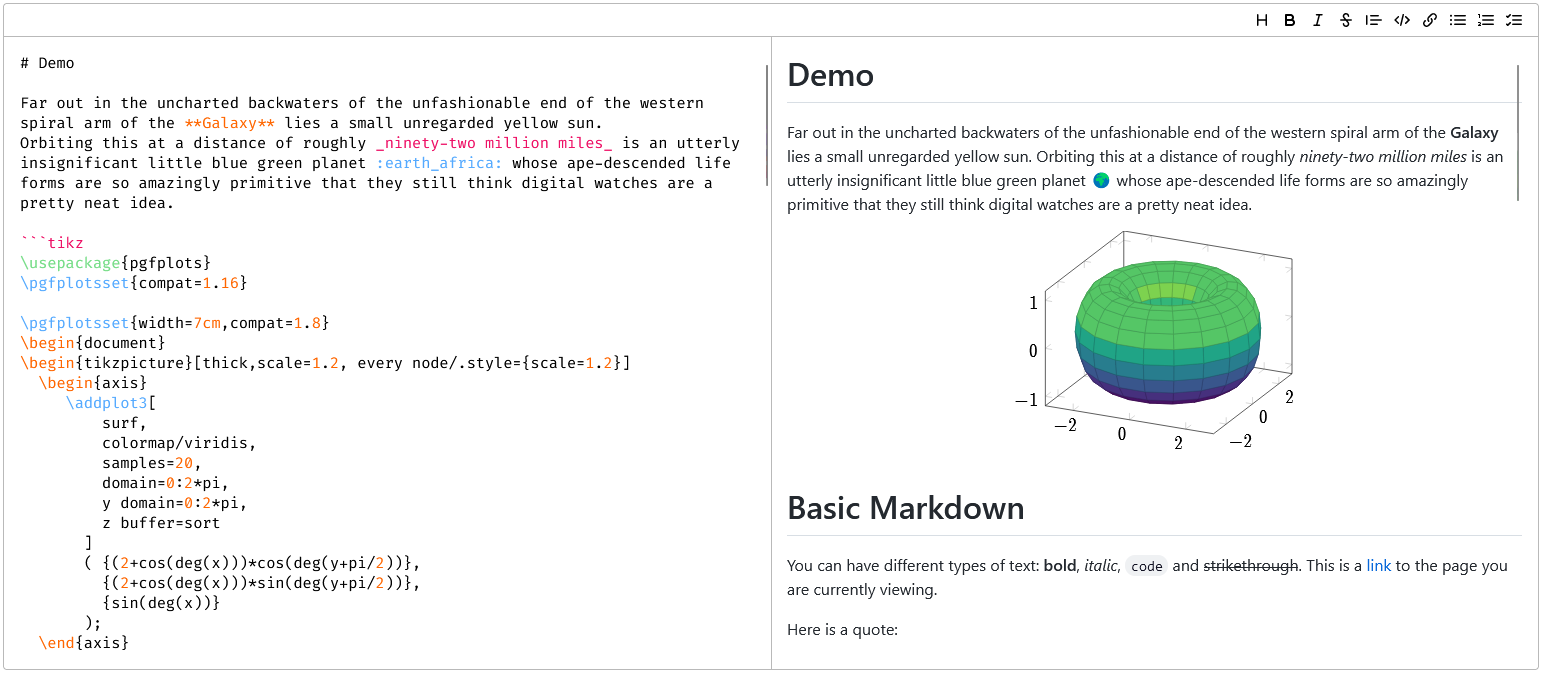 # Demo
Far out in the uncharted backwaters of the unfashionable end of the western
spiral arm of the **Galaxy** lies a small unregarded yellow sun.
Orbiting this at a distance of roughly _ninety-two million miles_ is an utterly
insignificant little blue green planet :earth_africa: whose ape-descended life
forms are so amazingly primitive that they still think digital watches are a
pretty neat idea.
```tikz
\usepackage{pgfplots}
\pgfplotsset{compat=1.16}
\pgfplotsset{width=7cm,compat=1.8}
\begin{document}
\begin{tikzpicture}[thick,scale=1.2, every node/.style={scale=1.2}]
  \begin{axis}
     \addplot3[
         surf,
         colormap/viridis,
         samples=20,
         domain=0:2*pi,
         y domain=0:2*pi,
         z buffer=sort
       ]
       ( {(2+cos(deg(x)))*cos(deg(y+pi/2))},
         {(2+cos(deg(x)))*sin(deg(y+pi/2))},
         {sin(deg(x))}
       );
  \end{axis}
H B I S </>
Demo
Far out in the uncharted backwaters of the unfashionable end of the western spiral arm of the Galaxy
lies a small unregarded yellow sun. Orbiting this at a distance of roughly ninety-two million miles is an
utterly insignificant little blue green planet 🌍 whose ape-descended life forms are so amazingly
primitive that they still think digital watches are a pretty neat idea.
1
0
−1
−2
0
2
−2
0
2
Basic Markdown
You can have different types of text: bold, italic, code and strikethrough. This is a link to the page you
are currently viewing.
Here is a quote: